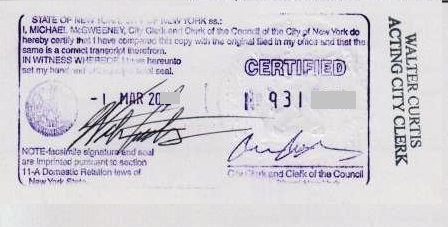 STATE OF NEW YORK, CITY OF NEW YORK ss.:
I, MICHAEL McSWEENEY, City Clerk and Clerk of the Council of the City of New York do
hereby certify that I have compared this copy with the original filed in my office and that the
same is a correct transcript therefrom.
IN WITNESS WHEREOF, I have hereunto
set my hand and official seal.
CERTIFIED
-1 MAR 20
Nº 931
NOTE-facsimile signature and seal
are imprinted pursuant to section
11-A Domestic Relation laws of
New York State
City Clerk and Clerk of the Council
WALTER CURTIS
ACTING CITY CLERK